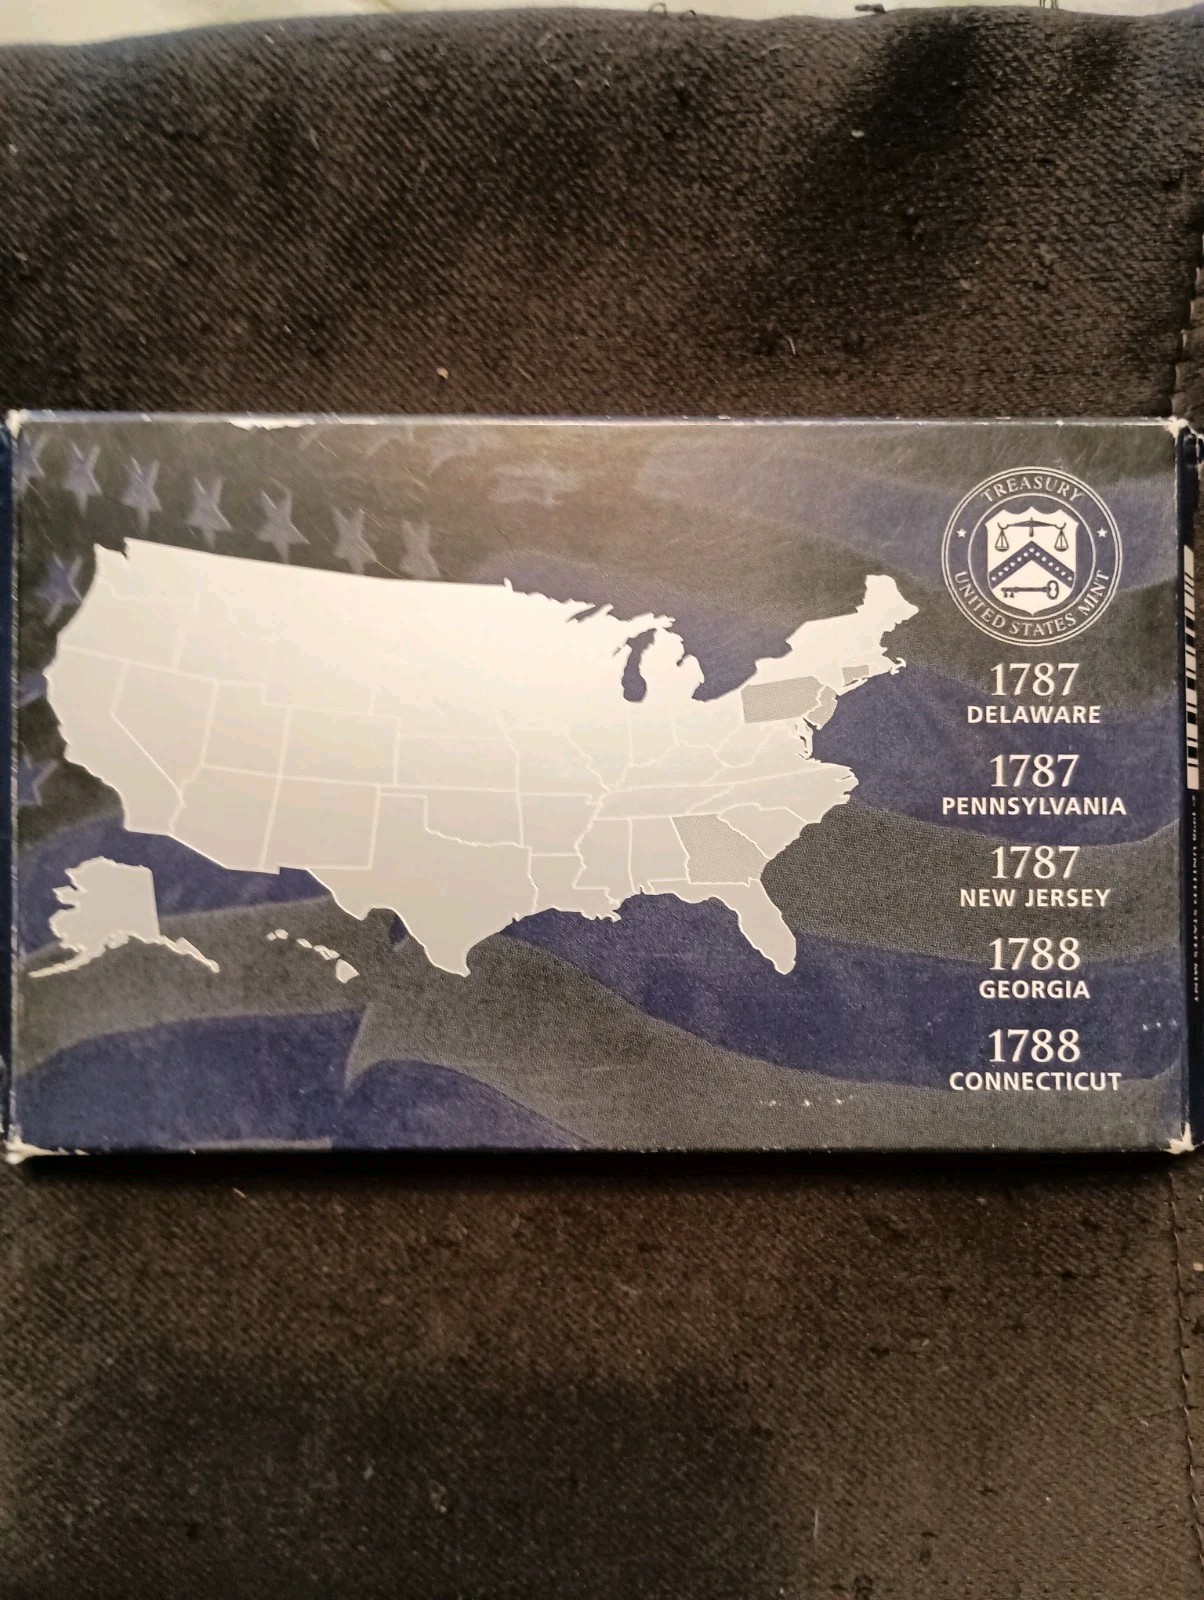 TREASURY
UNITED STATES MINT
1787
DELAWARE
1787
PENNSYLVANIA
1787
NEW JERSEY
1788
GEORGIA
1788
CONNECTICUT